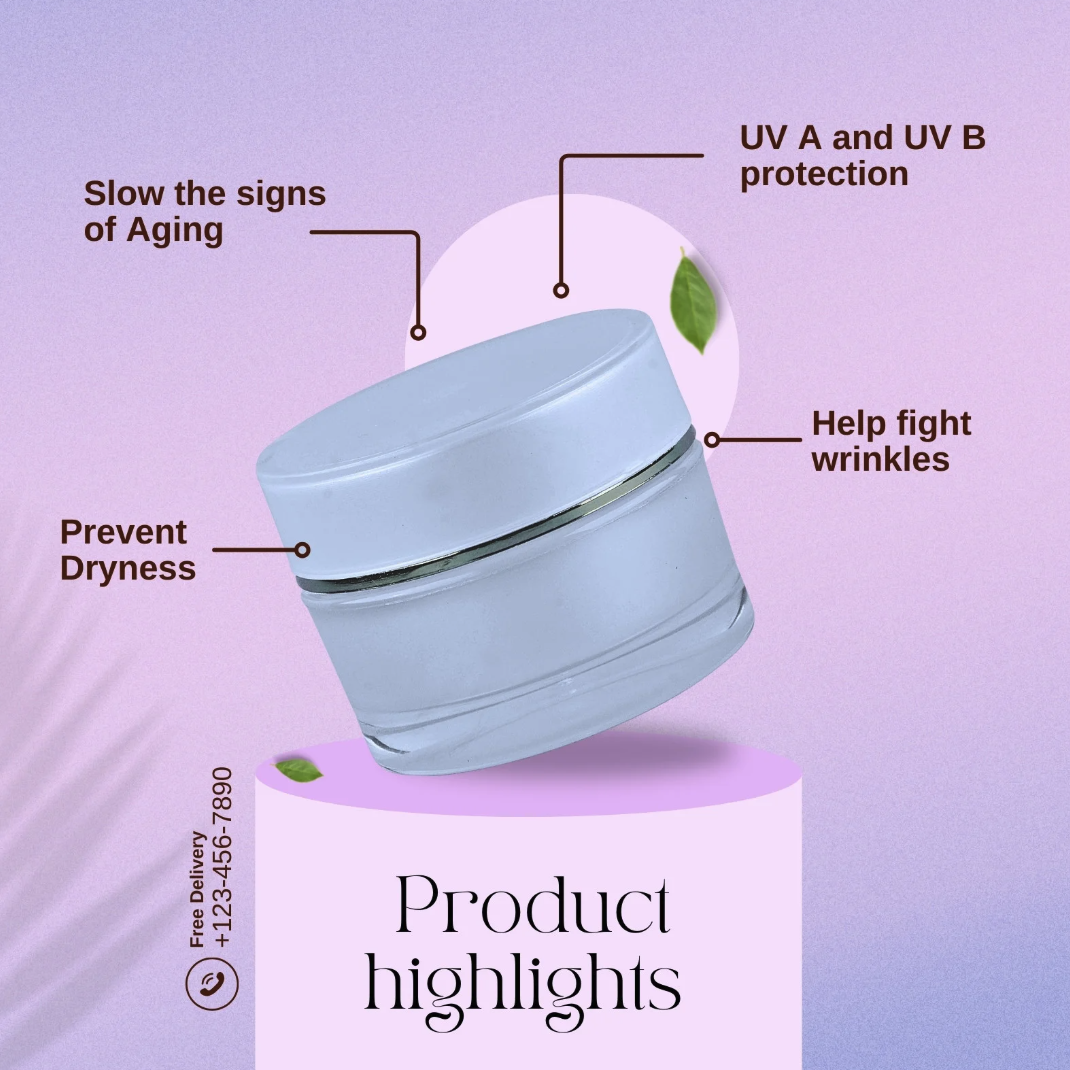 UV A and UV B
protection
Slow the signs
of Aging
Help fight
wrinkles
Prevent
Dryness
Free Delivery
+123-456-7890
Product
highlights